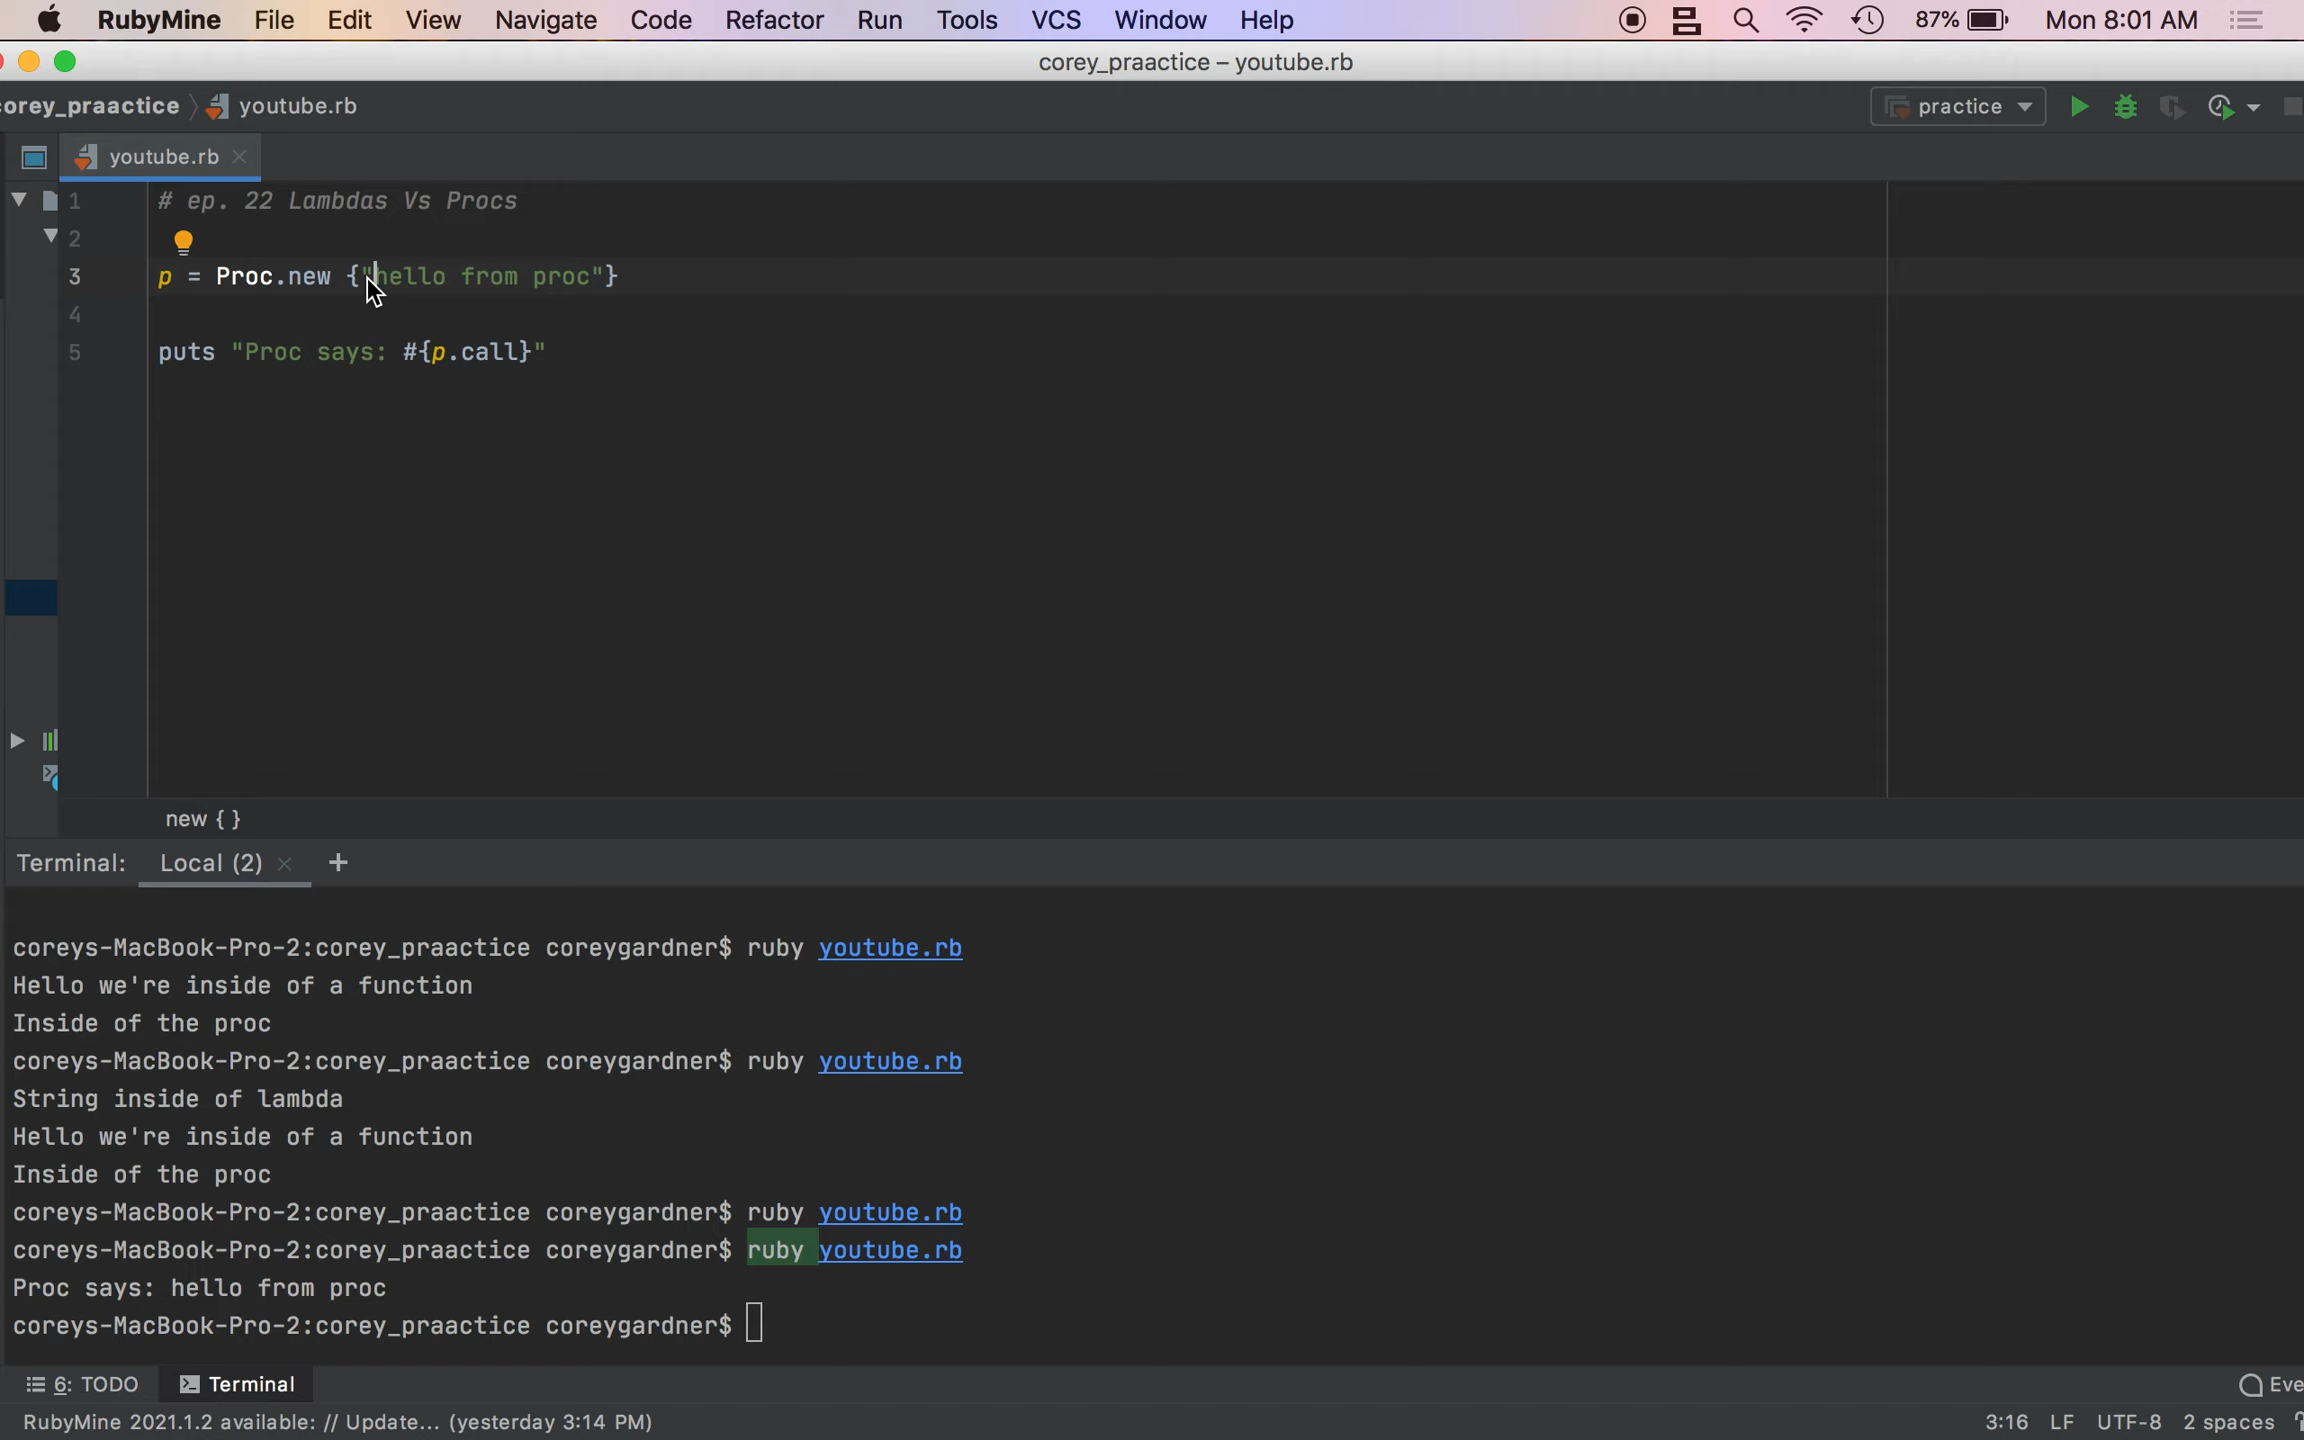 RubyMine File Edit View Navigate Code Refactor Run Tools VCS Window Help 87% Mon 8:01 AM
corey_praactice – youtube.rb
corey_praactice youtube.rb practice
youtube.rb
1 # ep. 22 Lambdas Vs Procs
2
3 p = Proc.new {"hello from proc"}
4
5 puts "Proc says: #{p.call}"
new { }
Terminal: Local (2) +
coreys-MacBook-Pro-2:corey_praactice coreygardner$ ruby youtube.rb
Hello we're inside of a function
Inside of the proc
coreys-MacBook-Pro-2:corey_praactice coreygardner$ ruby youtube.rb
String inside of lambda
Hello we're inside of a function
Inside of the proc
coreys-MacBook-Pro-2:corey_praactice coreygardner$ ruby youtube.rb
coreys-MacBook-Pro-2:corey_praactice coreygardner$ ruby youtube.rb
Proc says: hello from proc
coreys-MacBook-Pro-2:corey_praactice coreygardner$
6: TODO Terminal Eve
RubyMine 2021.1.2 available: // Update... (yesterday 3:14 PM) 3:16 LF UTF-8 2 spaces